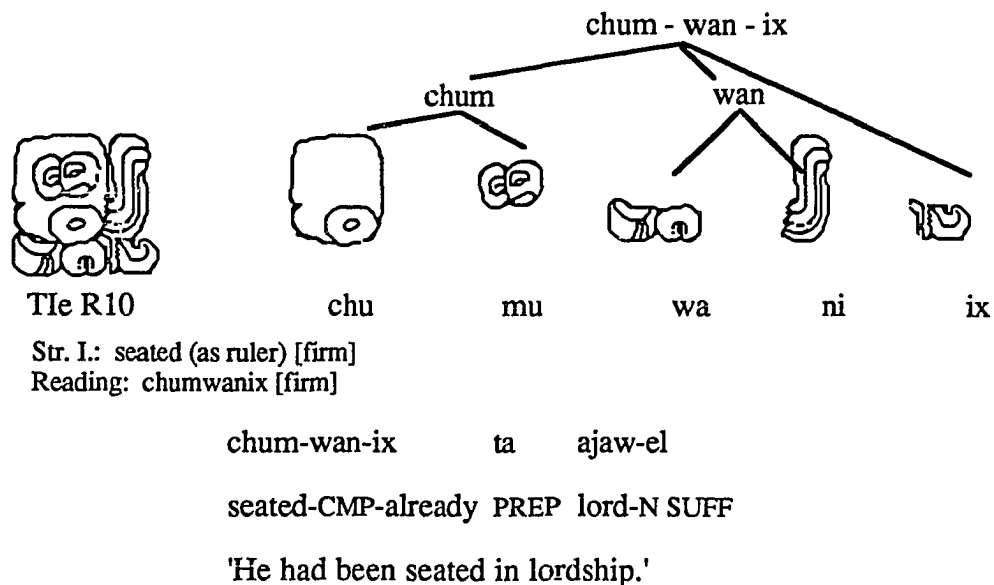 chum - wan - ix
chum wan
TIe R10 chu mu wa ni ix
Str. I.: seated (as ruler) [firm]
Reading: chumwanix [firm]
chum-wan-ix ta ajaw-el
seated-CMP-already PREP lord-N SUFF
'He had been seated in lordship.'